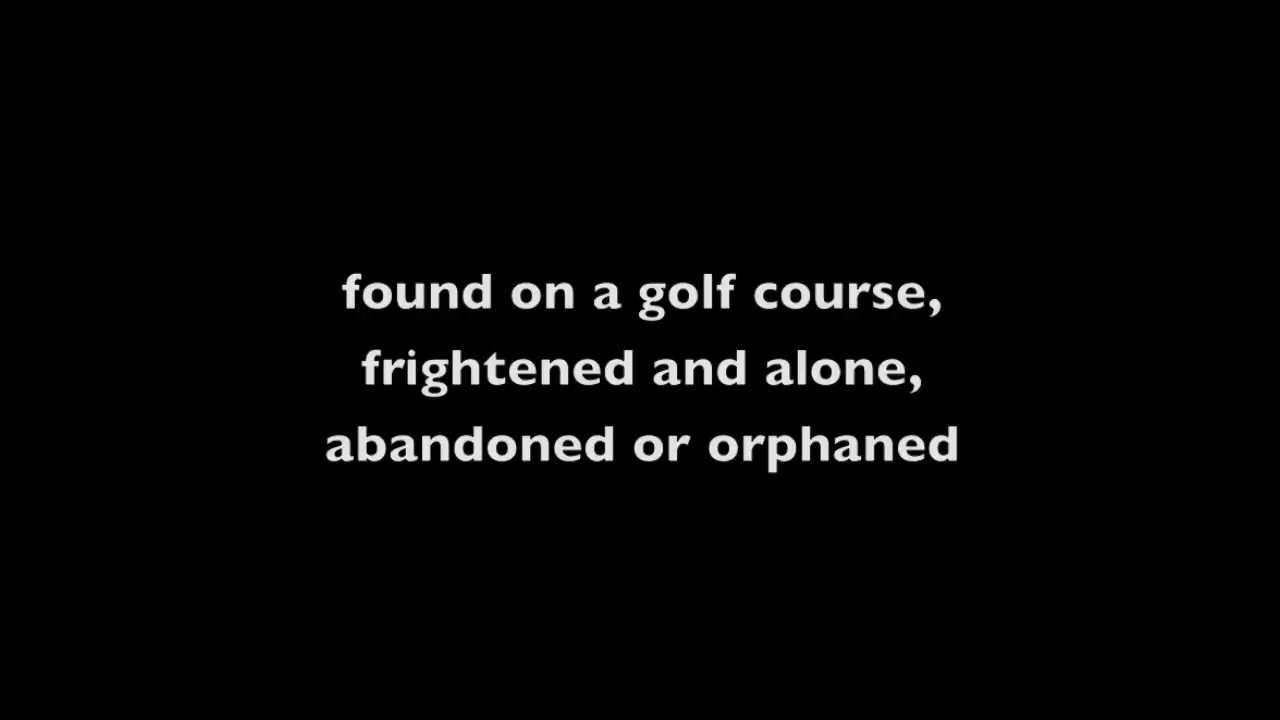 found on a golf course,
frightened and alone,
abandoned or orphaned